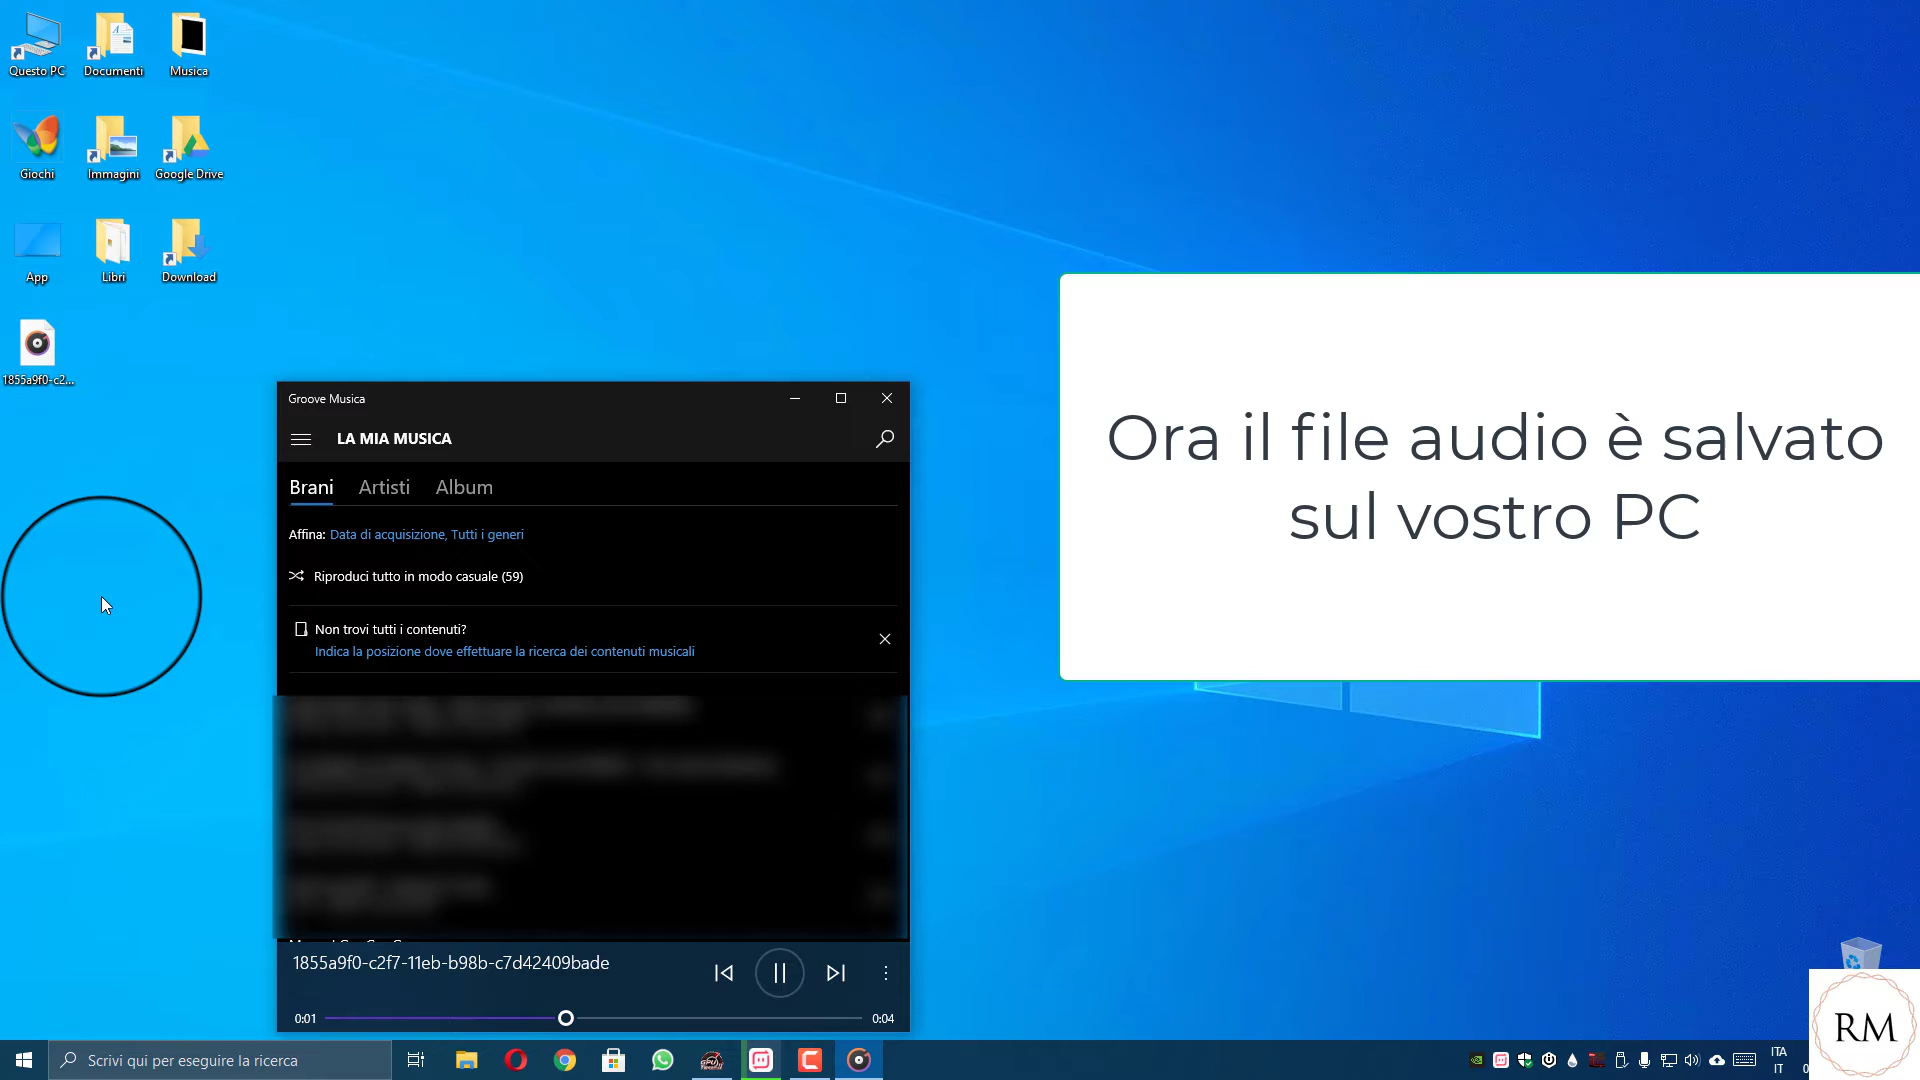 Questo PC
Documenti
Musica
Giochi
Immagini
Google Drive
App
Libri
Download
1855a9f0-c2...
Groove Musica
LA MIA MUSICA
Brani
Artisti
Album
Affina: Data di acquisizione, Tutti i generi
Riproduci tutto in modo casuale (59)
Non trovi tutti i contenuti?
Indica la posizione dove effettuare la ricerca dei contenuti musicali
1855a9f0-c2f7-11eb-b98b-c7d42409bade
0:01
0:04
Ora il file audio è salvato
sul vostro PC
Scrivi qui per eseguire la ricerca
ITA
IT
RM